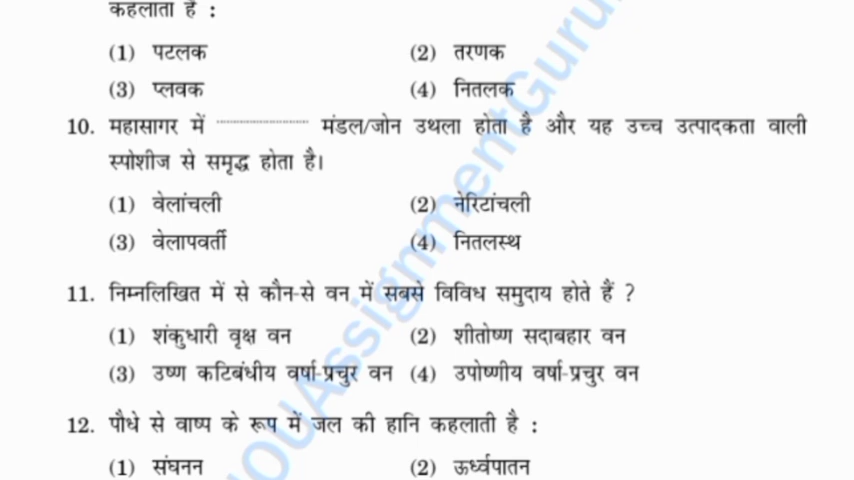 कहलाता है :
(1) पटलक (2) तरणक
(3) प्लवक (4) नितलक
10. महासागर में ........................ मंडल/जोन उथला होता है और यह उच्च उत्पादकता वाली
स्पीशीज से समृद्ध होता है।
(1) वेलांचली (2) नेरिटांचली
(3) वेलापवर्ती (4) नितलस्थ
11. निम्नलिखित में से कौन-से वन में सबसे विविध समुदाय होते हैं ?
(1) शंकुधारी वृक्ष वन (2) शीतोष्ण सदाबहार वन
(3) उष्ण कटिबंधीय वर्षा-प्रचुर वन (4) उपोष्णीय वर्षा-प्रचुर वन
12. पौधे से वाष्प के रूप में जल की हानि कहलाती है :
(1) संघनन (2) ऊर्ध्वपातन
OUAssignmentGuru.